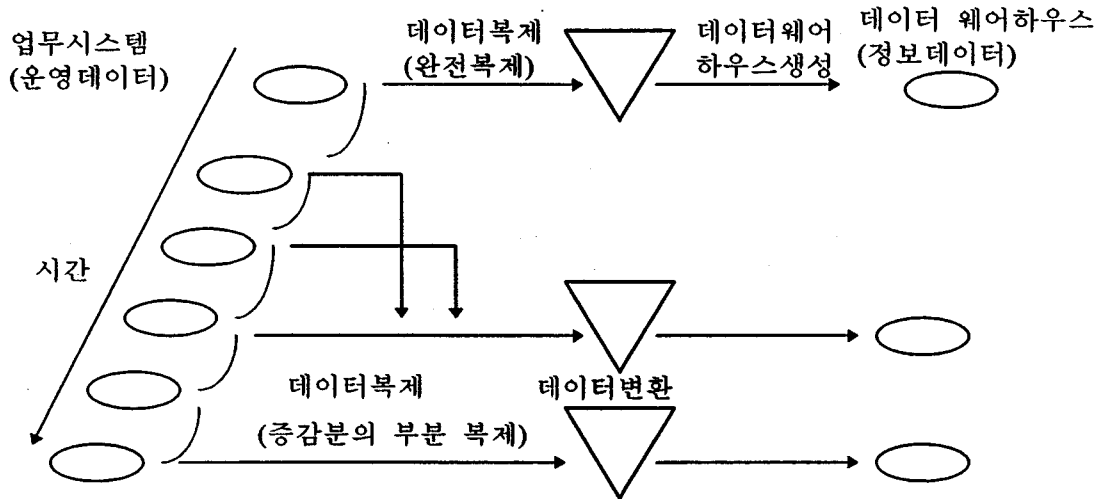 업무시스템
(운영데이터)
데이터복제
(완전복제)
데이터웨어
하우스생성
데이터 웨어하우스
(정보데이터)
시간
데이터복제
(증감분의 부분 복제)
데이터변환